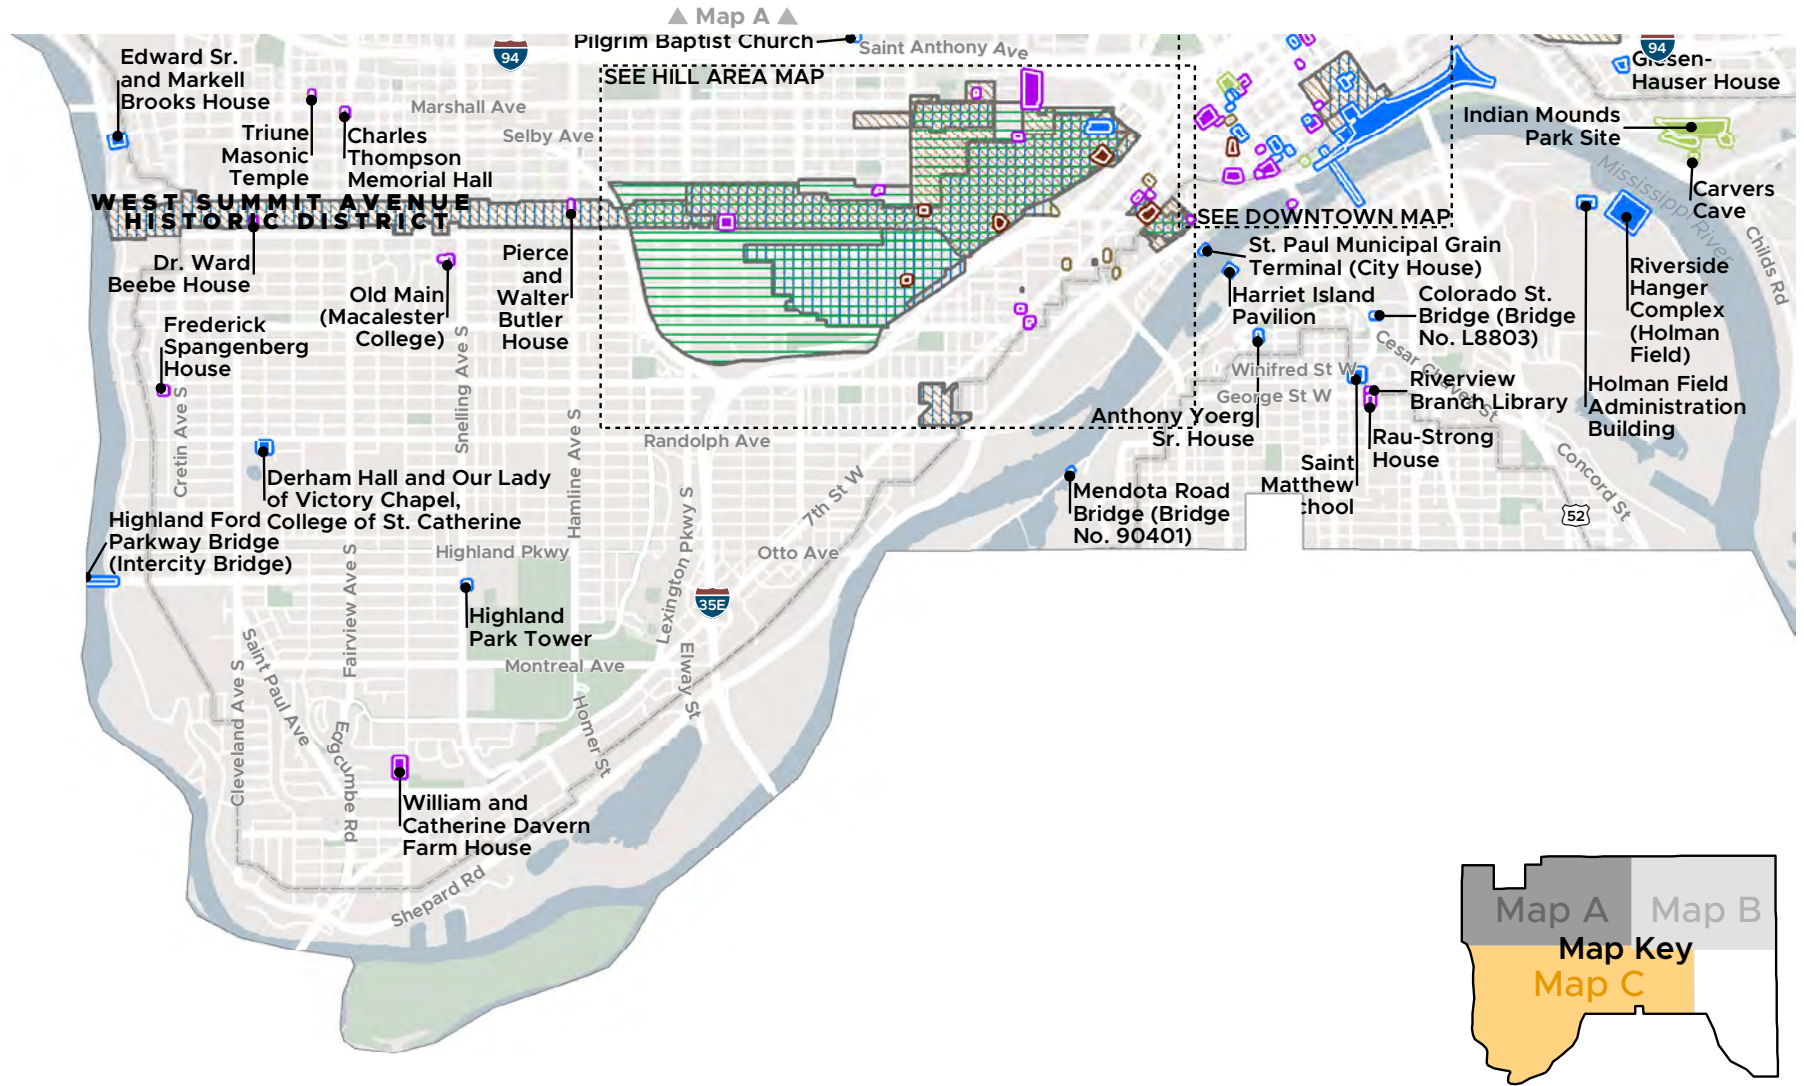 ▲ Map A ▲
Pilgrim Baptist Church
Saint Anthony Ave
94
94
Edward Sr.
and Markell
Brooks House
SEE HILL AREA MAP
Giesen-
Hauser House
Marshall Ave
Selby Ave
Triune
Masonic
Temple
Charles
Thompson
Memorial Hall
Indian Mounds
Park Site
Carvers
Cave
Mississippi River
Childs Rd
WEST SUMMIT AVENUE
HISTORIC DISTRICT
SEE DOWNTOWN MAP
Dr. Ward
Beebe House
Old Main
(Macalester
College)
Pierce
and
Walter
Butler
House
St. Paul Municipal Grain
Terminal (City House)
Harriet Island
Pavilion
Colorado St.
Bridge (Bridge
No. L8803)
Riverside
Hanger
Complex
(Holman
Field)
Frederick
Spangenberg
House
Cretin Ave S
Snelling Ave S
Hamline Ave S
Winifred St W
George St W
Cesar Chavez St
Riverview
Branch Library
Holman Field
Administration
Building
Anthony Yoerg
Sr. House
Rau-Strong
House
Saint
Matthew
chool
Concord St
52
Randolph Ave
7th St W
Lexington Pkwy S
Otto Ave
Mendota Road
Bridge (Bridge
No. 90401)
Derham Hall and Our Lady
of Victory Chapel,
College of St. Catherine
Highland Ford
Parkway Bridge
(Intercity Bridge)
Highland Pkwy
Fairview Ave S
35E
Highland
Park Tower
Montreal Ave
Elway St
Saint Paul Ave
Cleveland Ave S
Edgcumbe Rd
Homer St
William and
Catherine Davern
Farm House
Shepard Rd
Map A
Map B
Map Key
Map C